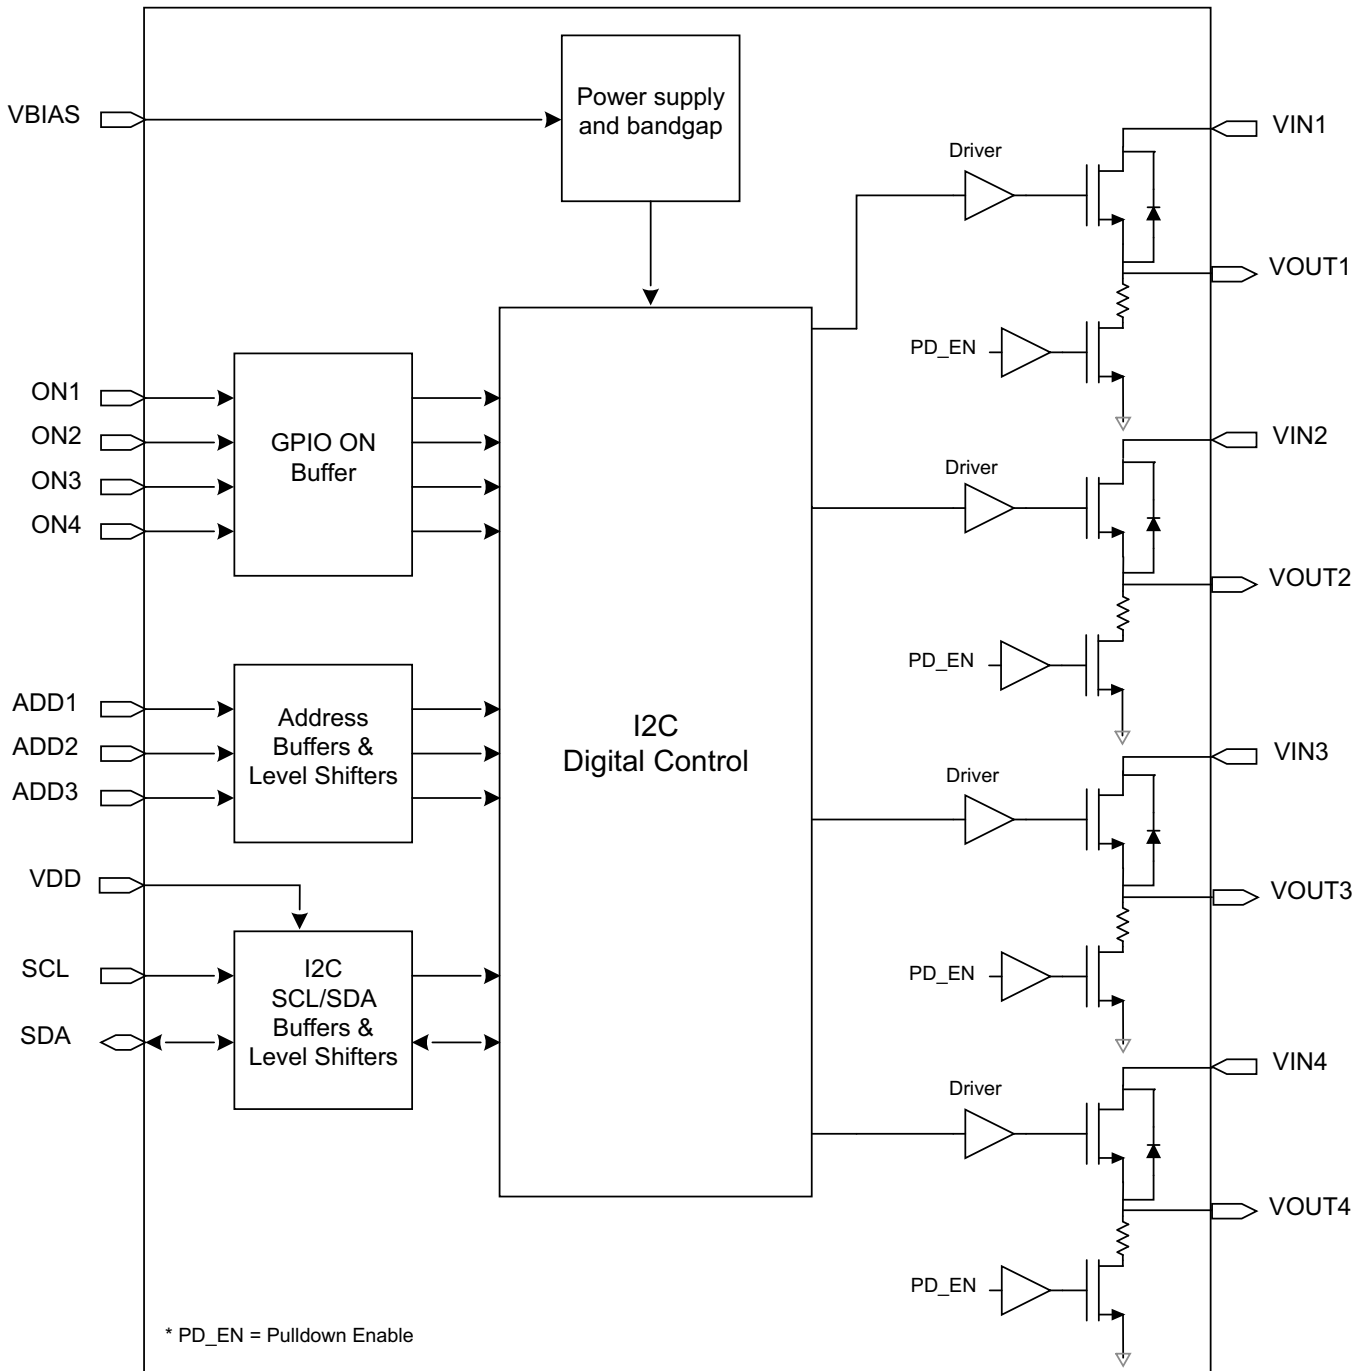 VBIAS
Power supply
and bandgap
Driver
VIN1
VOUT1
PD_EN
ON1
ON2
ON3
ON4
GPIO ON
Buffer
VIN2
Driver
VOUT2
PD_EN
ADD1
ADD2
ADD3
Address
Buffers &
Level Shifters
I2C
Digital Control
VIN3
Driver
VOUT3
PD_EN
VDD
SCL
SDA
I2C
SCL/SDA
Buffers &
Level Shifters
VIN4
Driver
VOUT4
PD_EN
* PD_EN = Pulldown Enable